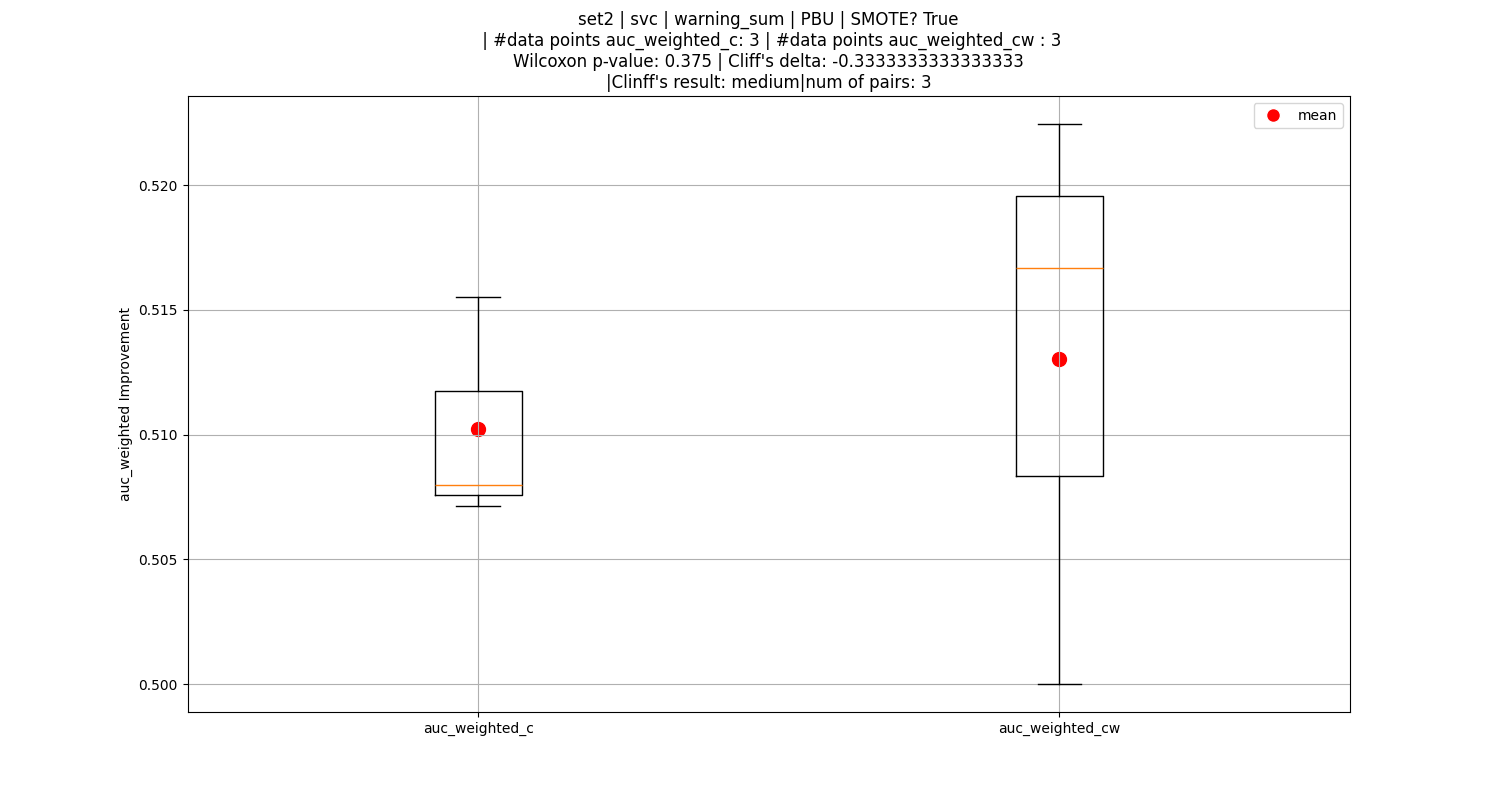 set2 | svc | warning_sum | PBU | SMOTE? True
| #data points auc_weighted_c: 3 | #data points auc_weighted_cw : 3
Wilcoxon p-value: 0.375 | Cliff's delta: -0.3333333333333333
|Clinff's result: medium|num of pairs: 3
mean
auc_weighted Improvement
0.520
0.515
0.510
0.505
0.500
auc_weighted_c
auc_weighted_cw